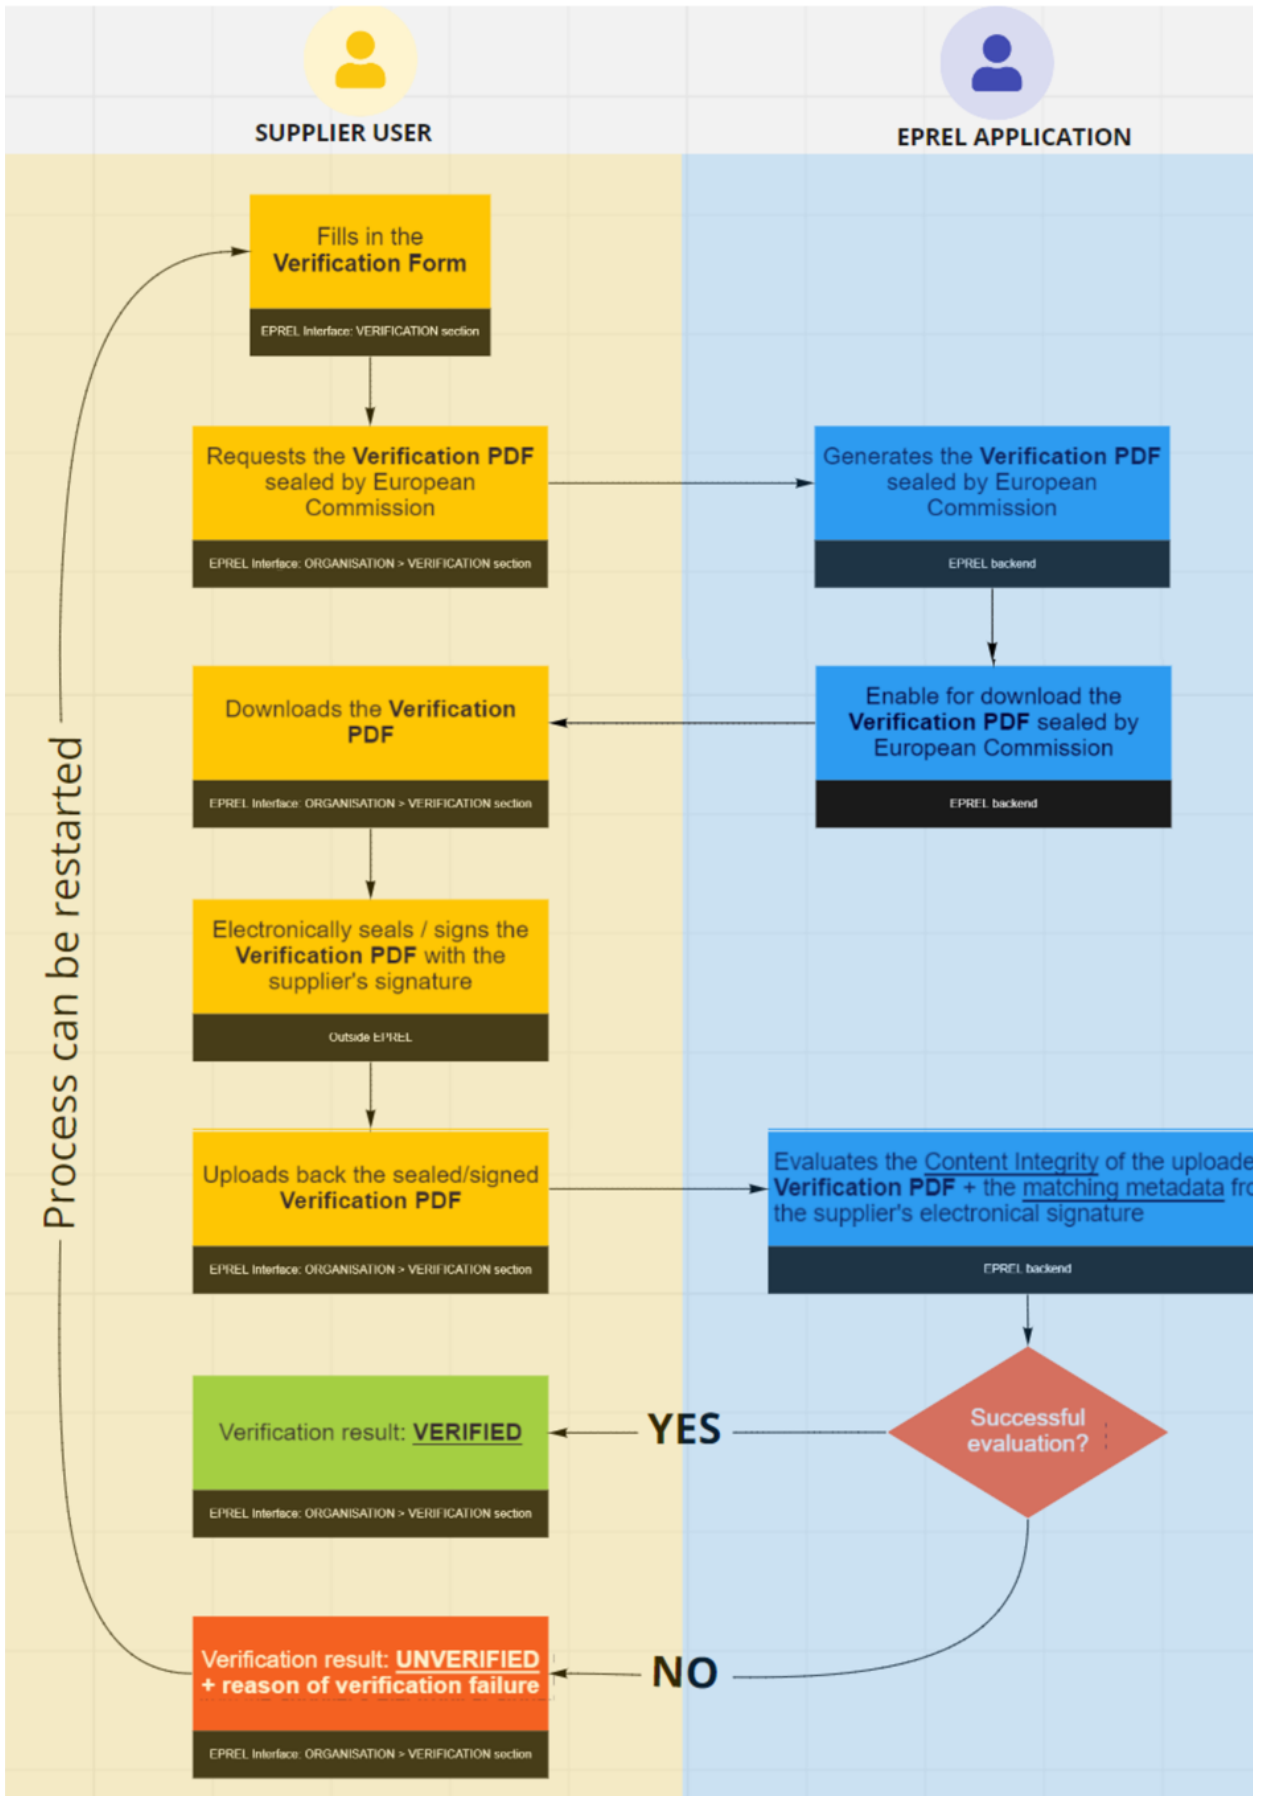 SUPPLIER USER
EPREL APPLICATION
Fills in the
Verification Form
EPREL Interface: VERIFICATION section
Requests the Verification PDF
sealed by European
Commission
EPREL Interface: ORGANISATION > VERIFICATION section
Generates the Verification PDF
sealed by European
Commission
EPREL backend
Enable for download the
Verification PDF sealed by
European Commission
EPREL backend
Downloads the Verification
PDF
EPREL Interface: ORGANISATION > VERIFICATION section
Electronically seals / signs the
Verification PDF with the
supplier's signature
Outside EPREL
Uploads back the sealed/signed
Verification PDF
EPREL Interface: ORGANISATION > VERIFICATION section
Evaluates the Content Integrity of the uploade
Verification PDF + the matching metadata fro
the supplier's electronical signature
EPREL backend
Successful
evaluation?
YES
Verification result: VERIFIED
EPREL Interface: ORGANISATION > VERIFICATION section
NO
Verification result: UNVERIFIED
+ reason of verification failure
EPREL Interface: ORGANISATION > VERIFICATION section
Process can be restarted